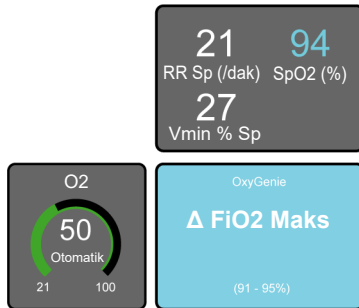 21 94
RR Sp (/dak) SpO2 (%)
27
Vmin % Sp
O2
50
Otomatik
21 100
OxyGenie
Δ FiO2 Maks
(91 - 95%)